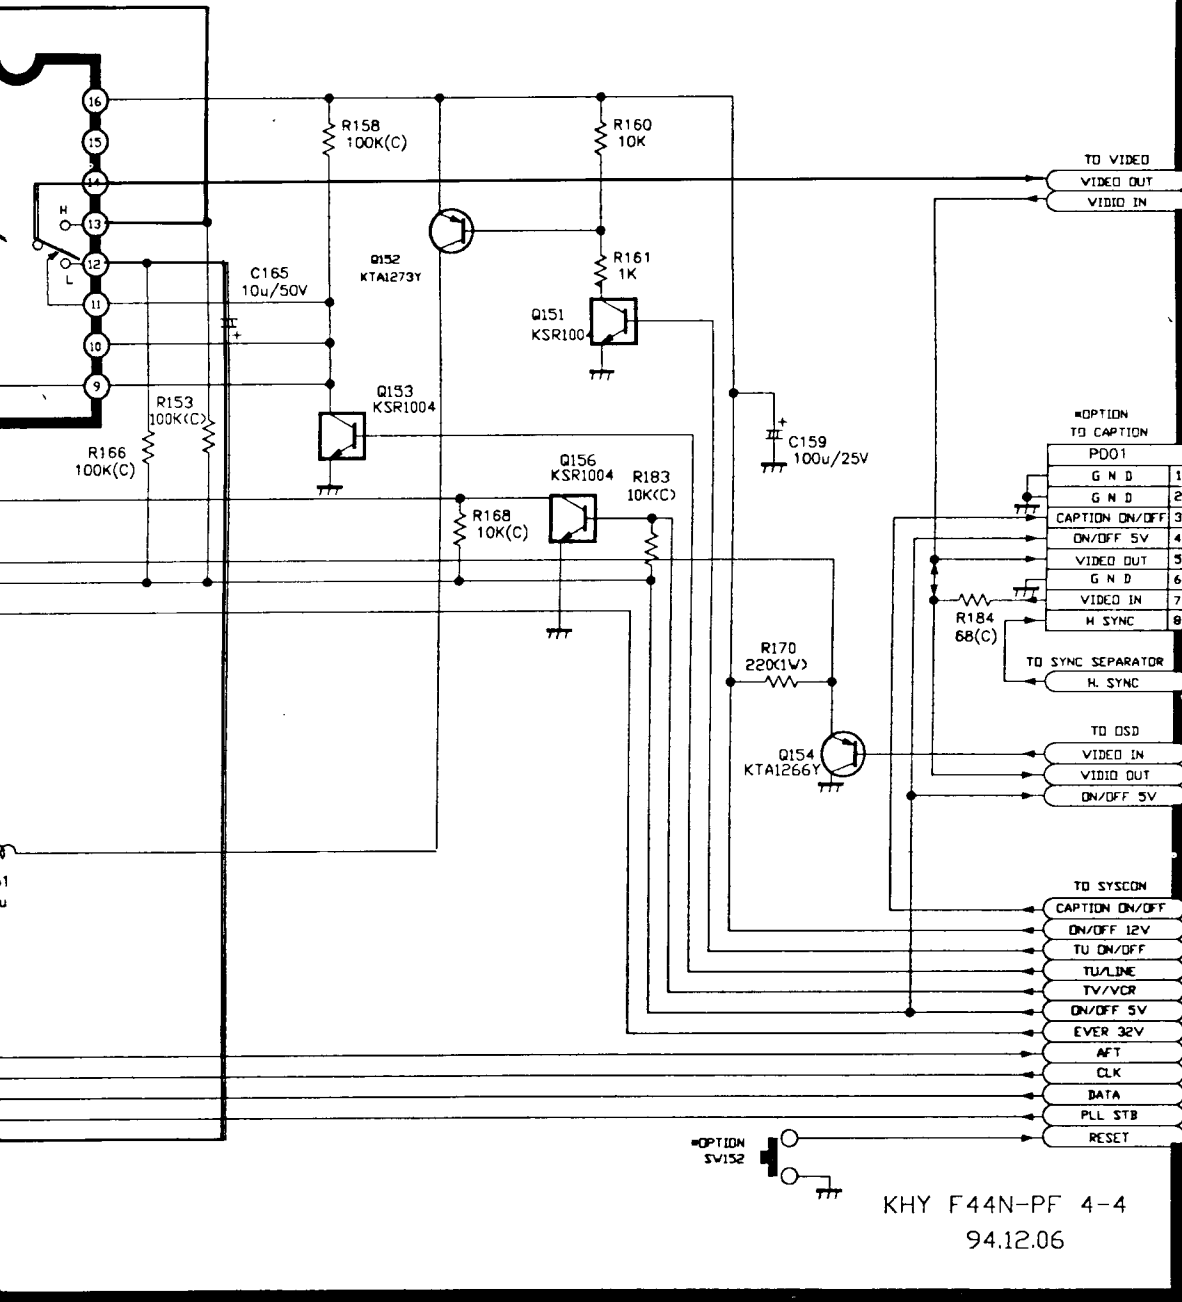 16
15
14
13
12
11
10
9
H
L
R158
100K(C)
R160
10K
R161
1K
Q152
KTA1273Y
C165
10u/50V
Q151
KSR100
Q153
KSR1004
R153
100K(C)
R166
100K(C)
Q156
KSR1004
R183
10K(C)
R168
10K(C)
C159
100u/25V
+
+
R170
220(1W)
Q154
KTA1266Y
R184
68(C)
TO VIDEO
VIDEO OUT
VIDIO IN
*OPTION
TO CAPTION
PD01
G N D 1
G N D 2
CAPTION ON/OFF 3
ON/OFF 5V 4
VIDEO OUT 5
G N D 6
VIDEO IN 7
H SYNC 8
TO SYNC SEPARATOR
H. SYNC
TO OSD
VIDEO IN
VIDIO OUT
ON/OFF 5V
TO SYSCON
CAPTION ON/OFF
ON/OFF 12V
TU ON/OFF
TU/LINE
TV/VCR
ON/OFF 5V
EVER 32V
AFT
CLK
DATA
PLL STB
RESET
*OPTION
SW152
KHY F44N-PF 4-4
94.12.06